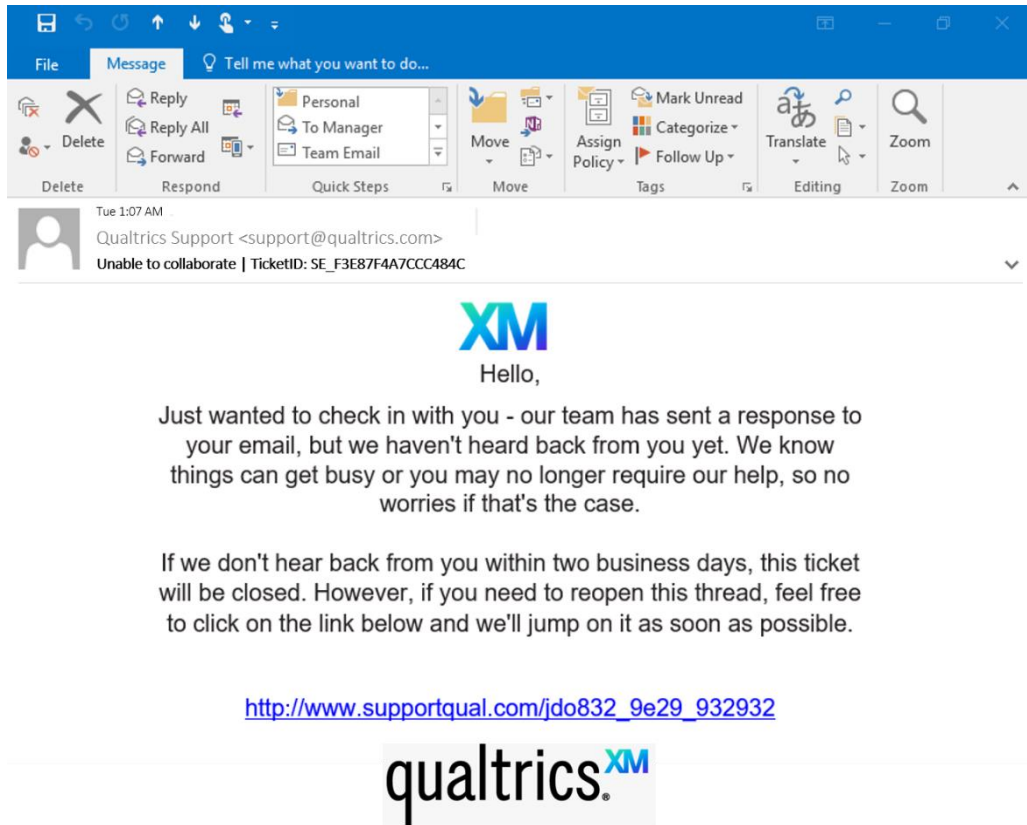 File Message Tell me what you want to do...
Delete
Reply
Reply All
Forward
Personal
To Manager
Team Email
Move
Assign
Policy
Mark Unread
Categorize
Follow Up
Translate
Zoom
Delete Respond Quick Steps Move Tags Editing Zoom
Tue 1:07 AM
Qualtrics Support <support@qualtrics.com>
Unable to collaborate | TicketID: SE_F3E87F4A7CCC484C
XM
Hello,
Just wanted to check in with you - our team has sent a response to
your email, but we haven't heard back from you yet. We know
things can get busy or you may no longer require our help, so no
worries if that's the case.
If we don't hear back from you within two business days, this ticket
will be closed. However, if you need to reopen this thread, feel free
to click on the link below and we'll jump on it as soon as possible.
http://www.supportqual.com/jdo832_9e29_932932
qualtrics.XM